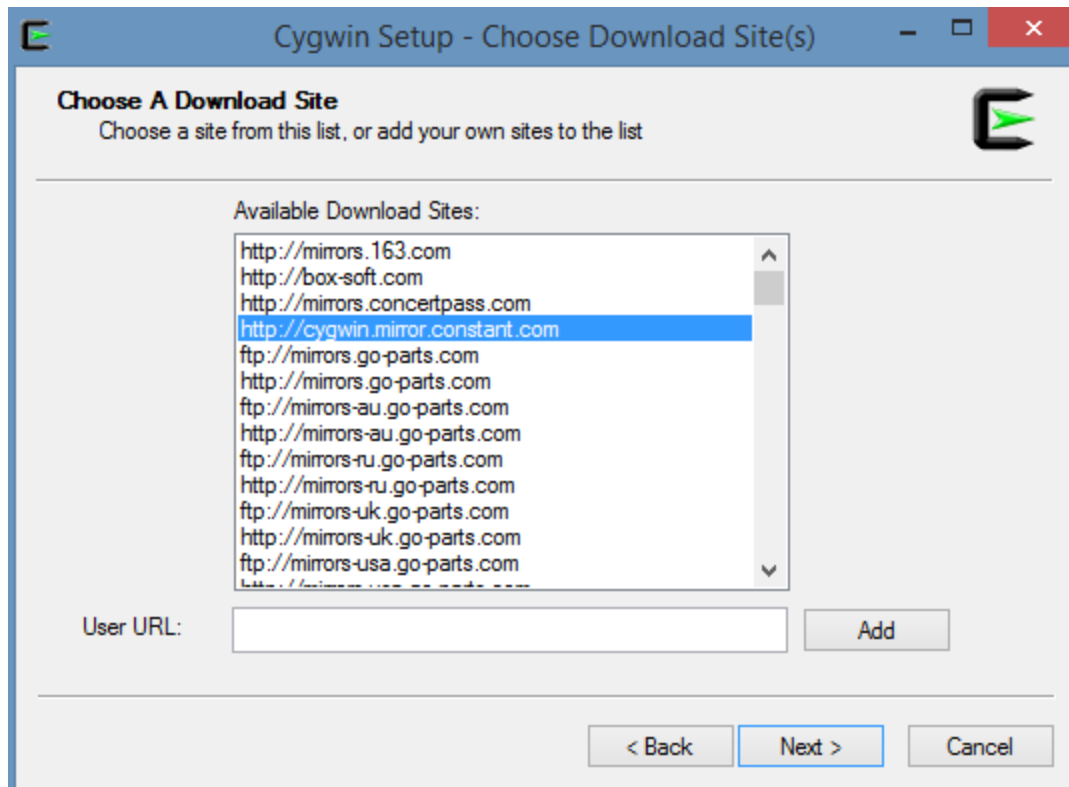 Cygwin Setup - Choose Download Site(s)
Choose A Download Site
Choose a site from this list, or add your own sites to the list
Available Download Sites:
http://mirrors.163.com
http://box-soft.com
http://mirrors.concertpass.com
http://cygwin.mirror.constant.com
ftp://mirrors.go-parts.com
http://mirrors.go-parts.com
ftp://mirrors-au.go-parts.com
http://mirrors-au.go-parts.com
ftp://mirrors-ru.go-parts.com
http://mirrors-ru.go-parts.com
ftp://mirrors-uk.go-parts.com
http://mirrors-uk.go-parts.com
ftp://mirrors-usa.go-parts.com
User URL:
Add
< Back
Next >
Cancel